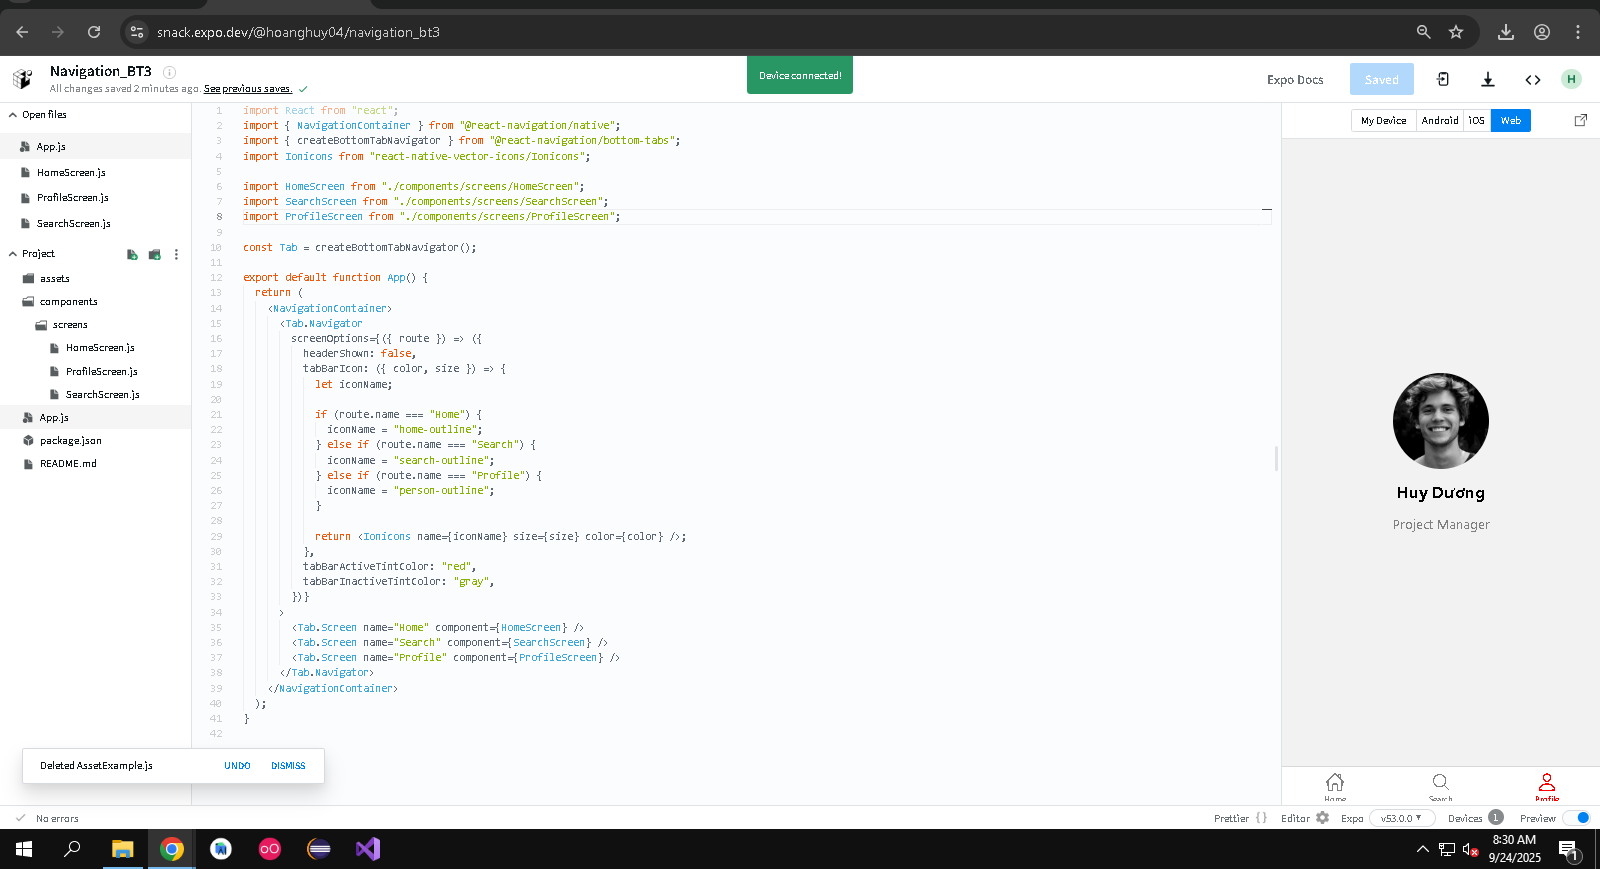 snack.expo.dev/@hoanghuy04/navigation_bt3
Navigation_BT3
All changes saved 2 minutes ago. See previous saves.
Device connected!
Expo Docs
Saved
H
Open files
App.js
HomeScreen.js
ProfileScreen.js
SearchScreen.js
Project
assets
components
screens
HomeScreen.js
ProfileScreen.js
SearchScreen.js
App.js
package.json
README.md
1 import React from "react";
2 import { NavigationContainer } from "@react-navigation/native";
3 import { createBottomTabNavigator } from "@react-navigation/bottom-tabs";
4 import Ionicons from "react-native-vector-icons/Ionicons";
5
6 import HomeScreen from "./components/screens/HomeScreen";
7 import SearchScreen from "./components/screens/SearchScreen";
8 import ProfileScreen from "./components/screens/ProfileScreen";
9
10 const Tab = createBottomTabNavigator();
11
12 export default function App() {
13 return (
14 <NavigationContainer>
15 <Tab.Navigator
16 screenOptions={({ route }) => ({
17 headerShown: false,
18 tabBarIcon: ({ color, size }) => {
19 let iconName;
20
21 if (route.name === "Home") {
22 iconName = "home-outline";
23 } else if (route.name === "Search") {
24 iconName = "search-outline";
25 } else if (route.name === "Profile") {
26 iconName = "person-outline";
27 }
28
29 return <Ionicons name={iconName} size={size} color={color} />;
30 },
31 tabBarActiveTintColor: "red",
32 tabBarInactiveTintColor: "gray",
33 })}
34 >
35 <Tab.Screen name="Home" component={HomeScreen} />
36 <Tab.Screen name="Search" component={SearchScreen} />
37 <Tab.Screen name="Profile" component={ProfileScreen} />
38 </Tab.Navigator>
39 </NavigationContainer>
40 );
41 }
42
My Device Android iOS Web
Huy Dương
Project Manager
Home Search Profile
Deleted AssetExample.js UNDO DISMISS
No errors
Prettier {} Editor Expo v53.0.0 Devices 1 Preview
8:30 AM
9/24/2025
1